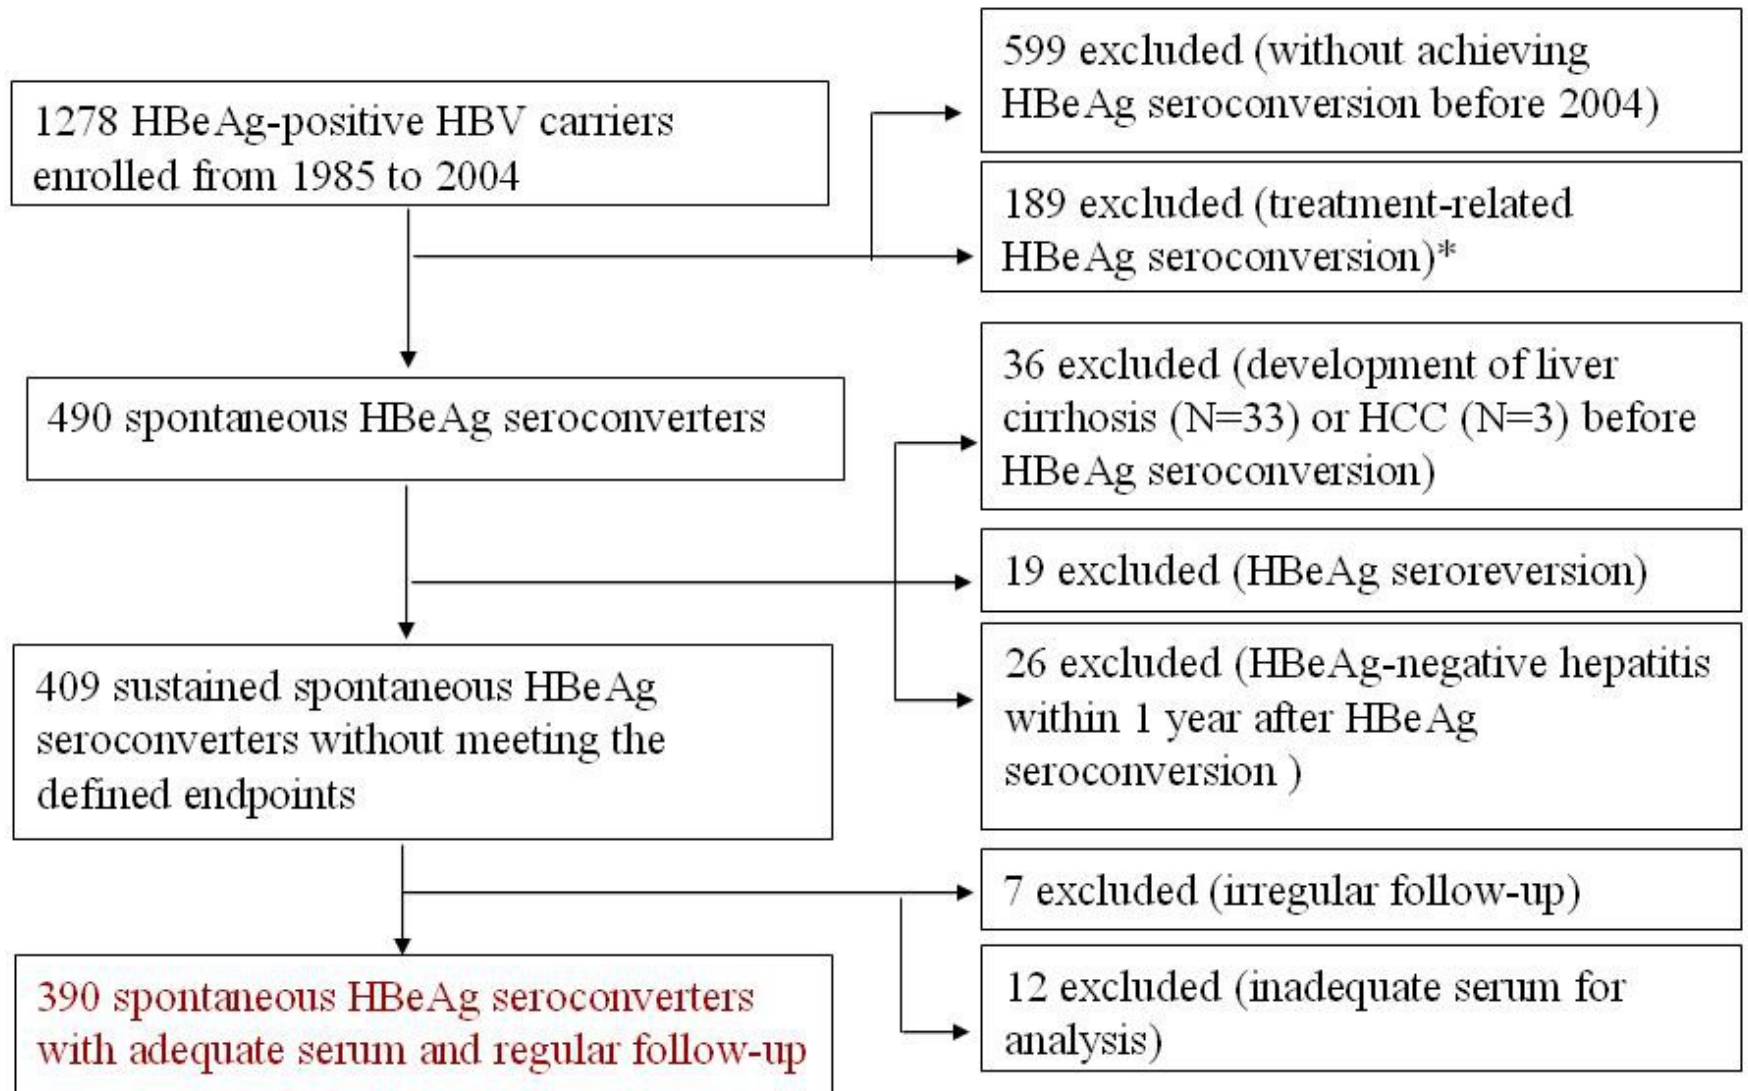 1278 HBeAg-positive HBV carriers
enrolled from 1985 to 2004
599 excluded (without achieving
HBeAg seroconversion before 2004)
189 excluded (treatment-related
HBeAg seroconversion)*
490 spontaneous HBeAg seroconverters
36 excluded (development of liver
cirrhosis (N=33) or HCC (N=3) before
HBeAg seroconversion)
19 excluded (HBeAg seroreversion)
26 excluded (HBeAg-negative hepatitis
within 1 year after HBeAg
seroconversion )
409 sustained spontaneous HBeAg
seroconverters without meeting the
defined endpoints
7 excluded (irregular follow-up)
12 excluded (inadequate serum for
analysis)
390 spontaneous HBeAg seroconverters
with adequate serum and regular follow-up